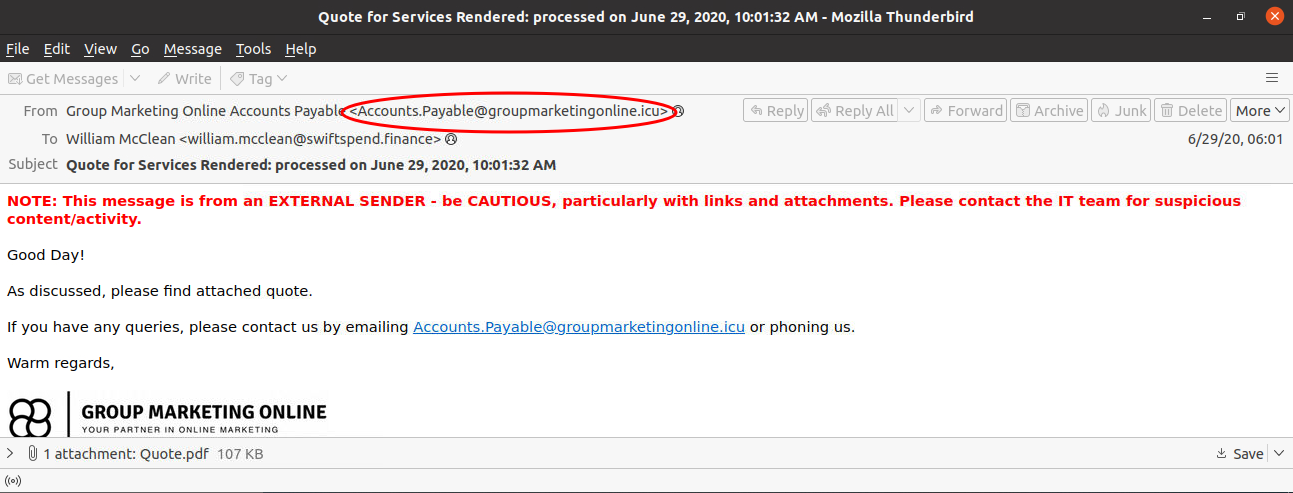 Quote for Services Rendered: processed on June 29, 2020, 10:01:32 AM - Mozilla Thunderbird
File Edit View Go Message Tools Help
Get Messages Write Tag
From Group Marketing Online Accounts Payable <Accounts.Payable@groupmarketingonline.icu> Reply Reply All Forward Archive Junk Delete More
To William McClean <william.mcclean@swiftspend.finance> 6/29/20, 06:01
Subject Quote for Services Rendered: processed on June 29, 2020, 10:01:32 AM
NOTE: This message is from an EXTERNAL SENDER - be CAUTIOUS, particularly with links and attachments. Please contact the IT team for suspicious
content/activity.
Good Day!
As discussed, please find attached quote.
If you have any queries, please contact us by emailing Accounts.Payable@groupmarketingonline.icu or phoning us.
Warm regards,
GROUP MARKETING ONLINE
YOUR PARTNER IN ONLINE MARKETING
1 attachment: Quote.pdf 107 KB Save